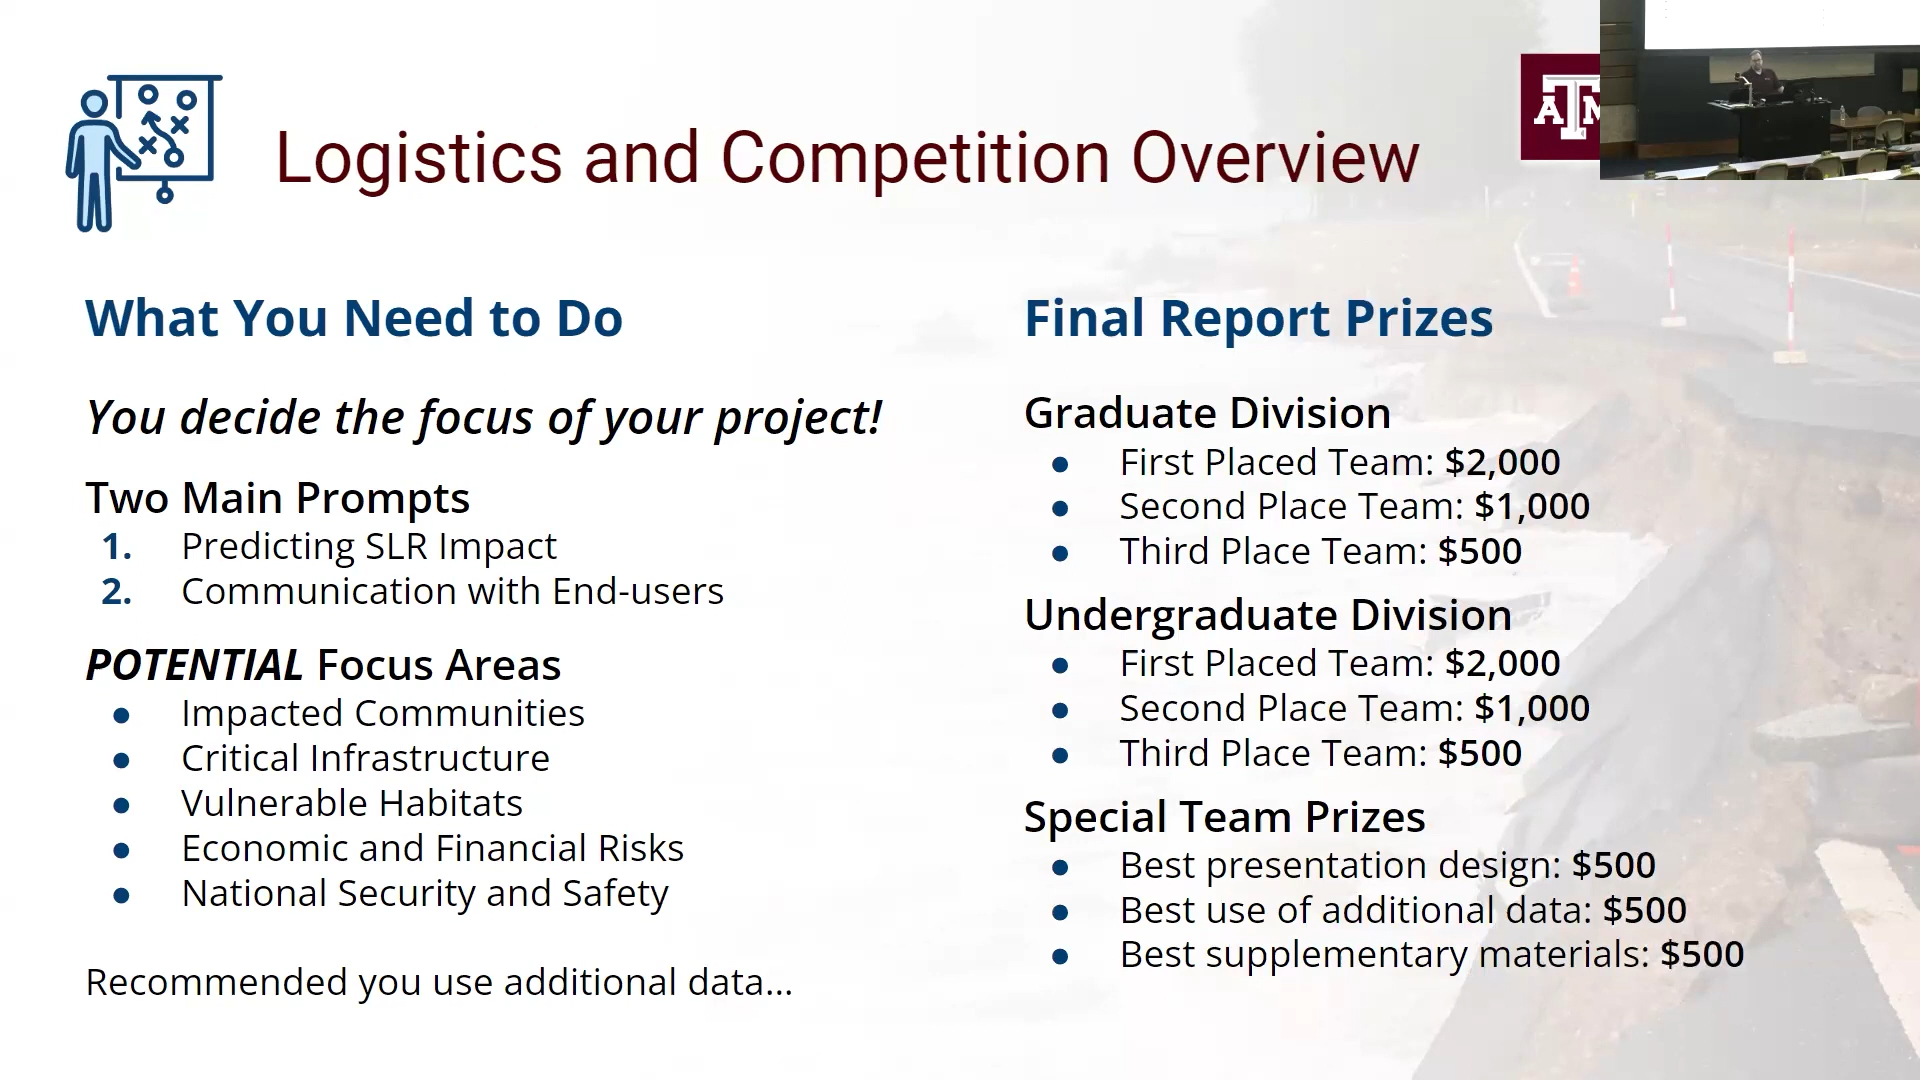 Logistics and Competition Overview
ATM
What You Need to Do
You decide the focus of your project!
Two Main Prompts
1. Predicting SLR Impact
2. Communication with End-users
POTENTIAL Focus Areas
● Impacted Communities
● Critical Infrastructure
● Vulnerable Habitats
● Economic and Financial Risks
● National Security and Safety
Recommended you use additional data...
Final Report Prizes
Graduate Division
● First Placed Team: $2,000
● Second Place Team: $1,000
● Third Place Team: $500
Undergraduate Division
● First Placed Team: $2,000
● Second Place Team: $1,000
● Third Place Team: $500
Special Team Prizes
● Best presentation design: $500
● Best use of additional data: $500
● Best supplementary materials: $500